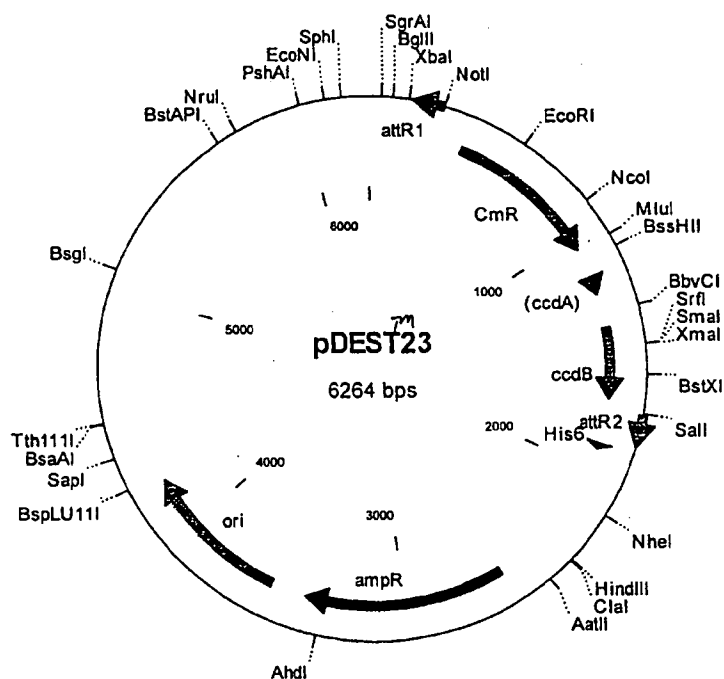 SgrAI
BglII
XbaI
NotI
SphI
EcoNI
PshAI
NruI
BstAPI
attR1
EcoRI
NcoI
MluI
BssHII
CmR
6000
BsgI
5000
1000
(ccdA)
BbvCI
SrfI
SmaI
XmaI
TM
pDEST23
6264 bps
ccdB
BstXI
attR2
SalI
His6
2000
Tth111I
BsaAI
SapI
BspLU11I
4000
ori
3000
ampR
NheI
HindIII
ClaI
AatII
AhdI